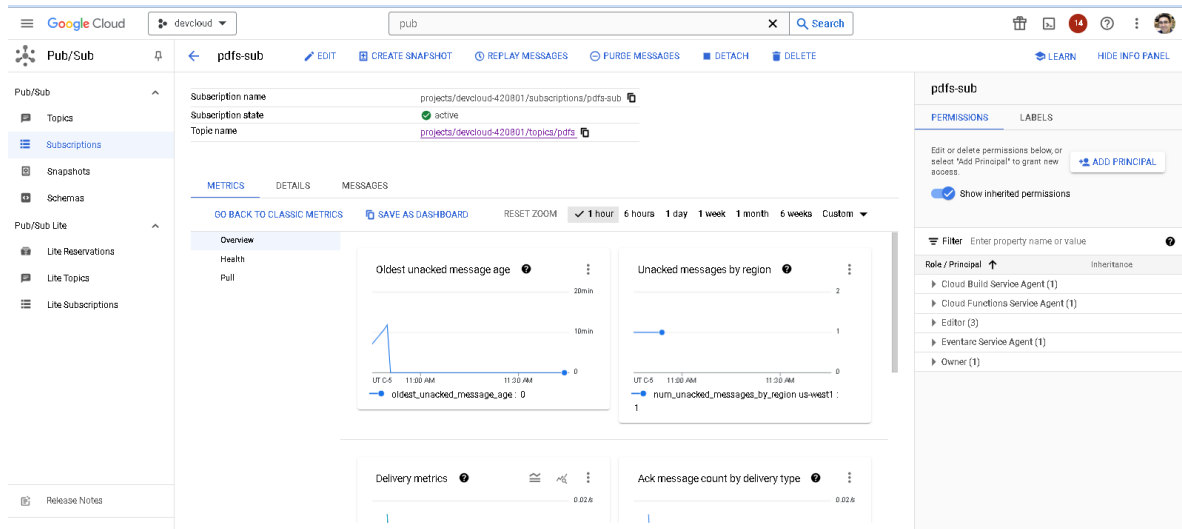 Google Cloud
devcloud
pub
Search
14
Pub/Sub
pdfs-sub
EDIT
CREATE SNAPSHOT
REPLAY MESSAGES
PURGE MESSAGES
DETACH
DELETE
LEARN
HIDE INFO PANEL
Pub/Sub
Topics
Subscriptions
Snapshots
Schemas
Pub/Sub Lite
Lite Reservations
Lite Topics
Lite Subscriptions
Release Notes
Subscription name projects/devcloud-420801/subscriptions/pdfs-sub
Subscription state active
Topic name projects/devcloud-420801/topics/pdfs
METRICS DETAILS MESSAGES
GO BACK TO CLASSIC METRICS SAVE AS DASHBOARD RESET ZOOM 1 hour 6 hours 1 day 1 week 1 month 6 weeks Custom
Overview
Health
Pull
Oldest unacked message age
20min
10min
0
UTC-5 11:00 AM 11:30 AM
oldest_unacked_message_age : 0
Unacked messages by region
2
1
0
UTC-5 11:00 AM 11:30 AM
num_unacked_messages_by_region us-west1 :
1
Delivery metrics
0.02/s
Ack message count by delivery type
0.02/s
pdfs-sub
PERMISSIONS LABELS
Edit or delete permissions below, or
select "Add Principal" to grant new
access.
ADD PRINCIPAL
Show inherited permissions
Filter Enter property name or value
Role / Principal Inheritance
Cloud Build Service Agent (1)
Cloud Functions Service Agent (1)
Editor (3)
Eventarc Service Agent (1)
Owner (1)